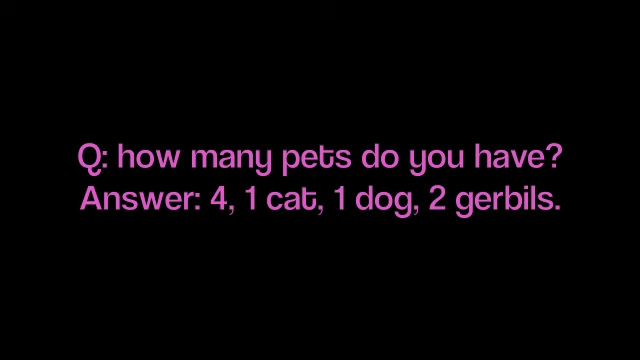 Q: how many pets do you have?
Answer: 4, 1 cat, 1 dog, 2 gerbils.